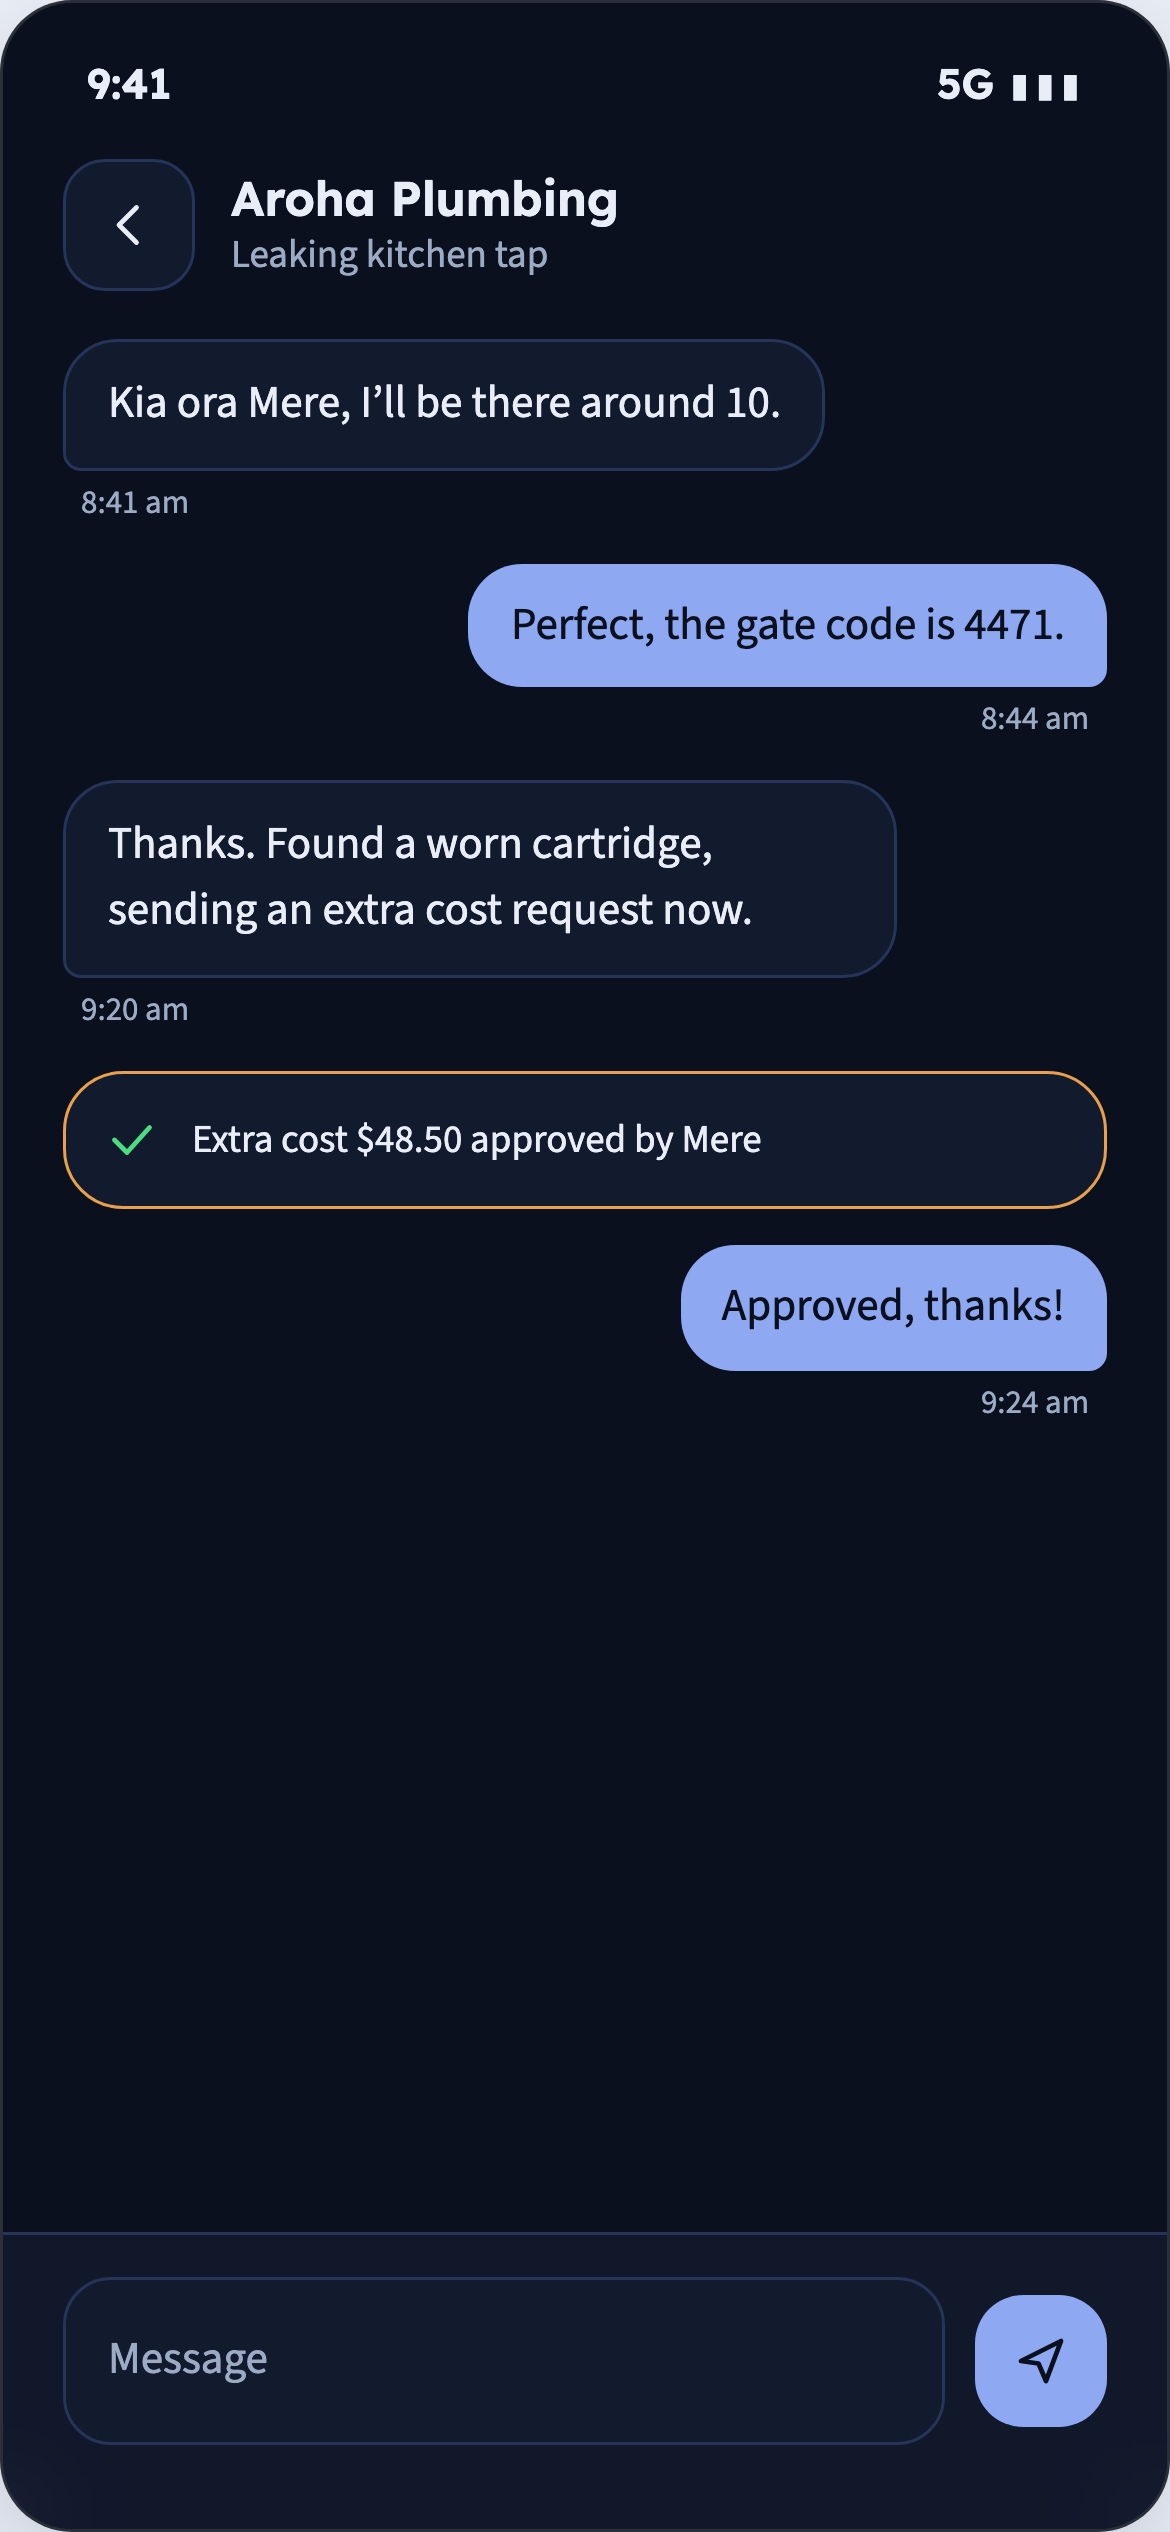 9:41 5G
Aroha Plumbing
Leaking kitchen tap
Kia ora Mere, I’ll be there around 10.
8:41 am
Perfect, the gate code is 4471.
8:44 am
Thanks. Found a worn cartridge,
sending an extra cost request now.
9:20 am
Extra cost $48.50 approved by Mere
Approved, thanks!
9:24 am
Message